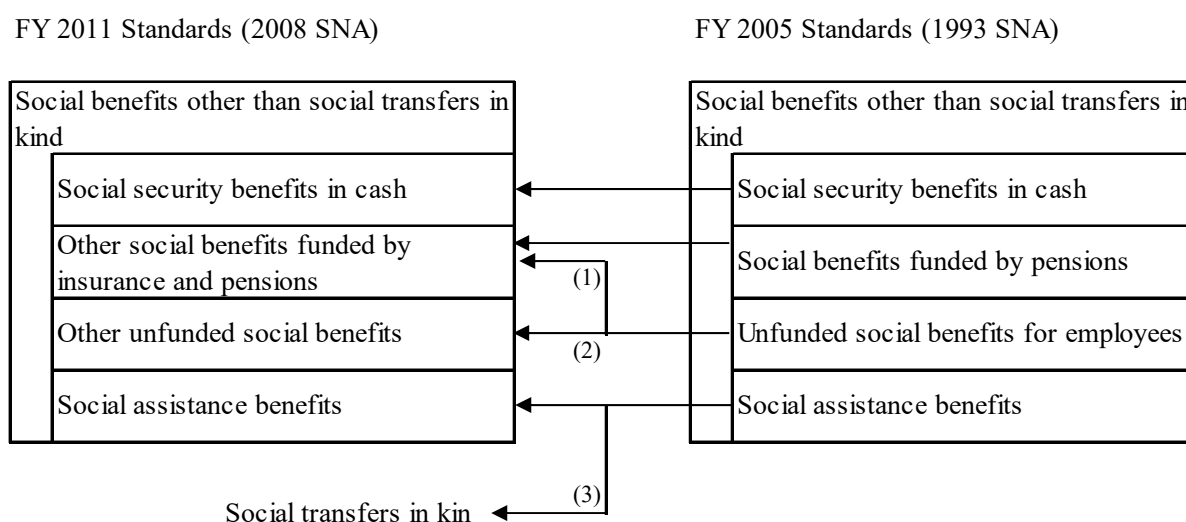 FY 2011 Standards (2008 SNA)
FY 2005 Standards (1993 SNA)
Social benefits other than social transfers in
kind
Social security benefits in cash
Other social benefits funded by
insurance and pensions
Other unfunded social benefits
Social assistance benefits
Social benefits other than social transfers in
kind
Social security benefits in cash
Social benefits funded by pensions
Unfunded social benefits for employees
Social assistance benefits
(1)
(2)
(3)
Social transfers in kin